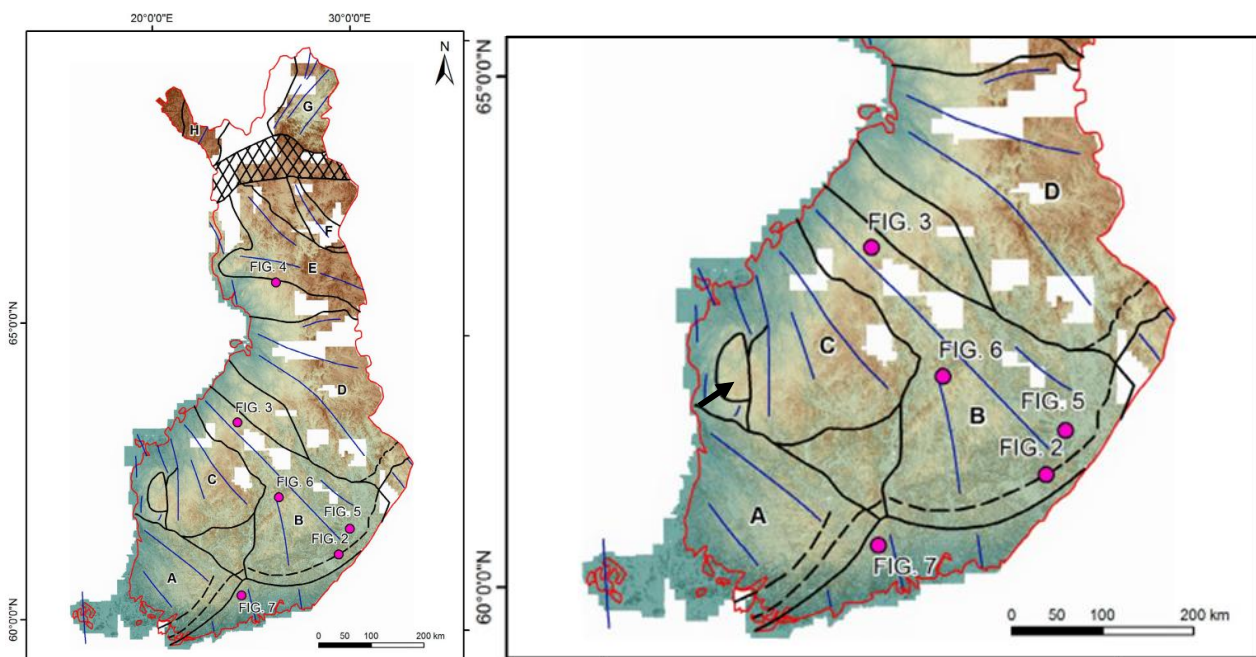 20°0'0"E 30°0'0"E
N
H
G
F
E
FIG. 4
65°0'0"N
D
FIG. 3
C
FIG. 6
B
FIG. 5
FIG. 2
A
FIG. 7
60°0'0"N
0 50 100 200 km
65°0'0"N
D
FIG. 3
C
FIG. 6
B
FIG. 5
FIG. 2
A
FIG. 7
60°0'0"N
0 50 100 200 km